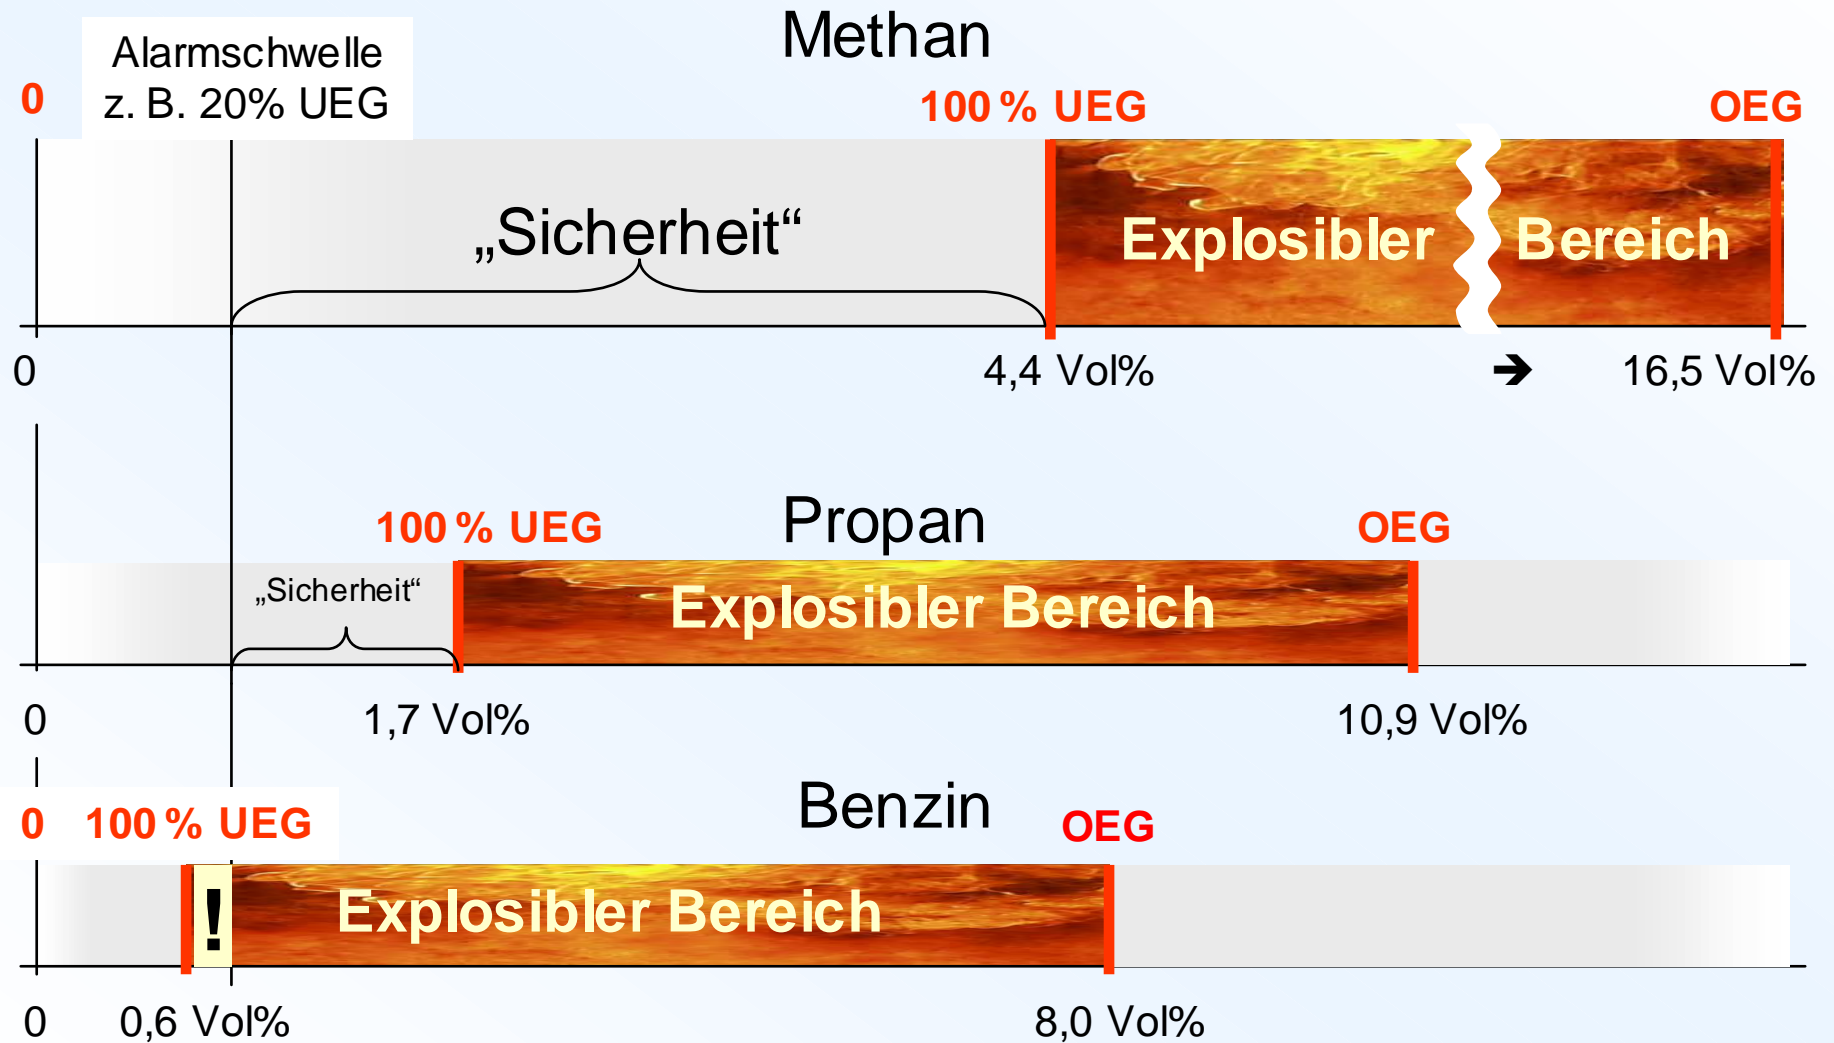 Methan
Alarmschwelle
z. B. 20% UEG
0
100 % UEG
OEG
„Sicherheit“
Explosibler Bereich
0
4,4 Vol%
➔
16,5 Vol%
Propan
100 % UEG
OEG
„Sicherheit“
Explosibler Bereich
0
1,7 Vol%
10,9 Vol%
Benzin
0
100 % UEG
OEG
!
Explosibler Bereich
0
0,6 Vol%
8,0 Vol%